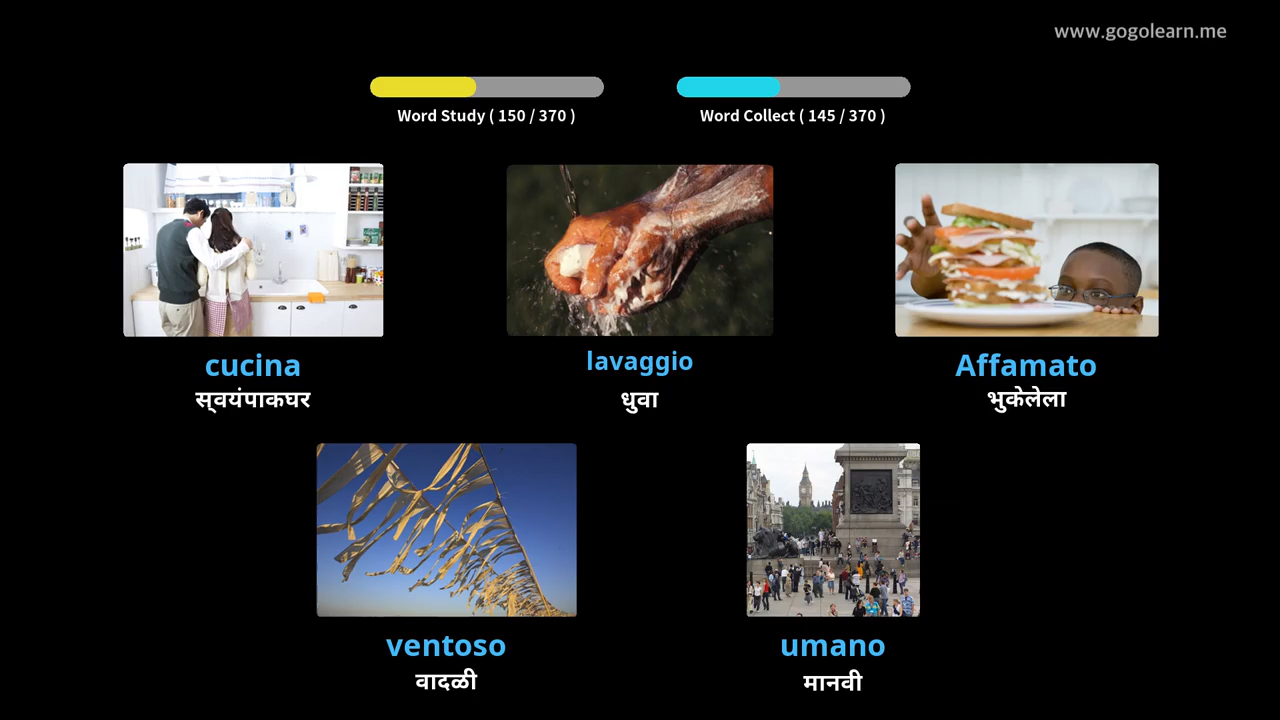 www.gogolearn.me
Word Study ( 150 / 370 )
Word Collect ( 145 / 370 )
cucina
स्वयंपाकघर
lavaggio
धुवा
Affamato
भुकेलेला
ventoso
वादळी
umano
मानवी